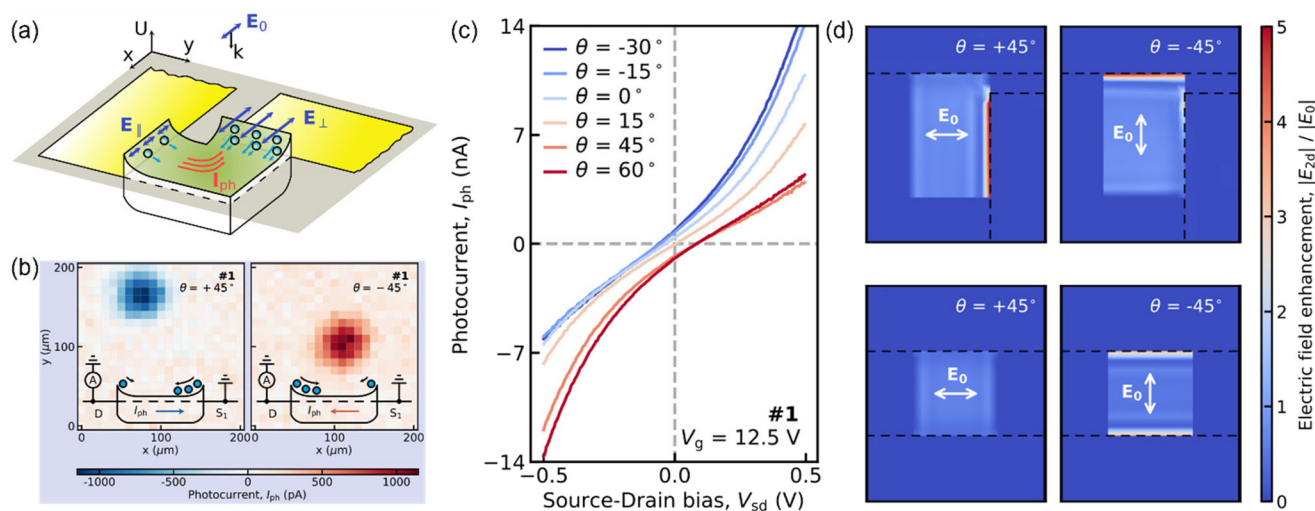 (a)
U
x
y
E₀
k
E∥
E⊥
Iph
(b)
200
100
0
y (µm)
#1
θ = +45°
A
D
Iph
S₁
0
100
200
x (µm)
#1
θ = −45°
A
D
Iph
S₁
0
100
200
x (µm)
-1000
-500
0
500
1000
Photocurrent, Iph (pA)
(c)
14
7
0
−7
−14
Photocurrent, Iph (nA)
θ = -30°
θ = -15°
θ = 0°
θ = 15°
θ = 45°
θ = 60°
#1
Vg = 12.5 V
−0.5
0.0
0.5
Source-Drain bias, Vsd (V)
(d)
θ = +45°
E₀
θ = -45°
E₀
θ = +45°
E₀
θ = -45°
E₀
5
4
3
2
1
0
Electric field enhancement, |E2d| / |E₀|